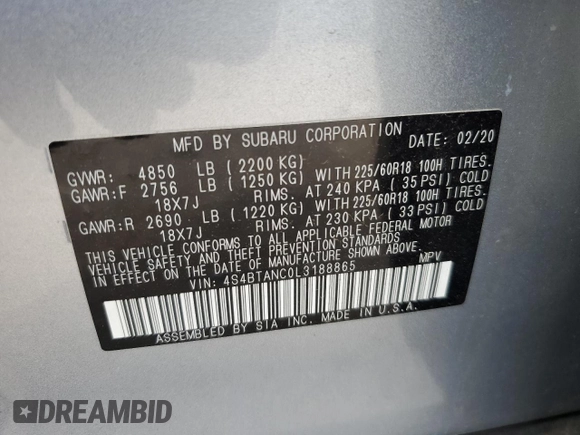 MFD BY SUBARU CORPORATION DATE: 02/20
GVWR: 4850 LB (2200 KG)
GAWR:F 2756 LB (1250 KG) WITH 225/60R18 100H TIRES.
18X7J RIMS. AT 240 KPA (35 PSI) COLD
GAWR:R 2690 LB (1220 KG) WITH 225/60R18 100H TIRES.
18X7J RIMS. AT 230 KPA (33 PSI) COLD
THIS VEHICLE CONFORMS TO ALL APPLICABLE FEDERAL MOTOR
VEHICLE SAFETY, BUMPER, AND THEFT PREVENTION STANDARDS
IN EFFECT ON THE DATE OF MANUFACTURE SHOWN ABOVE.
VIN: 4S4BTANC0L3188865 MPV
ASSEMBLED BY SIA INC. MADE IN U.S.A.
DREAMBID